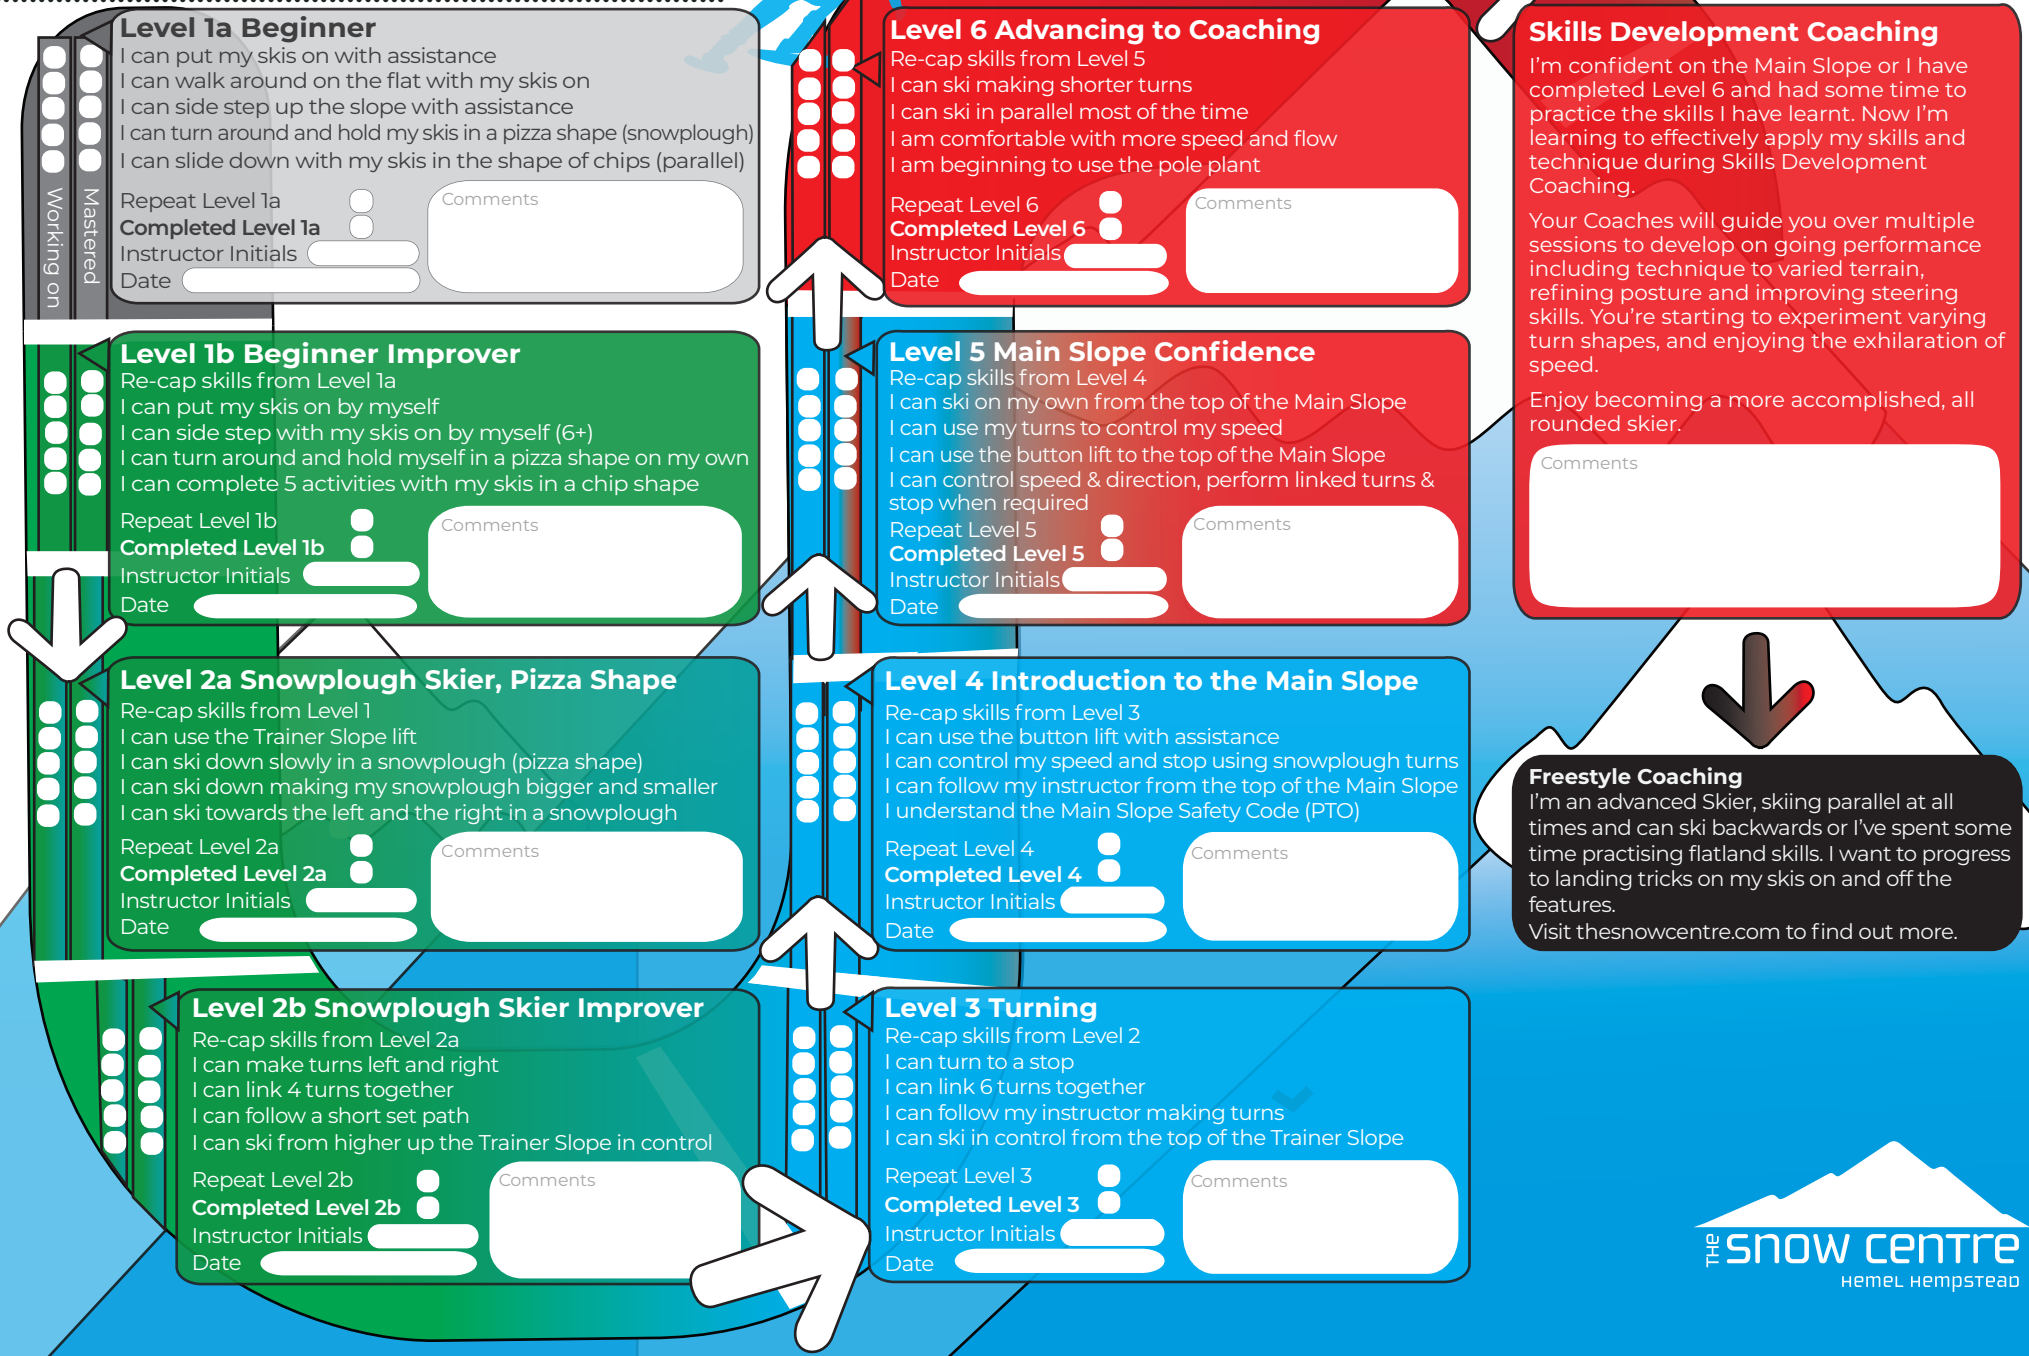 Level 1a Beginner
I can put my skis on with assistance
I can walk around on the flat with my skis on
I can side step up the slope with assistance
I can turn around and hold my skis in a pizza shape (snowplough)
I can slide down with my skis in the shape of chips (parallel)
Working on
Mastered
Repeat Level 1a
Completed Level 1a
Instructor Initials
Date
Comments
Level 1b Beginner Improver
Re-cap skills from Level 1a
I can put my skis on by myself
I can side step with my skis on by myself (6+)
I can turn around and hold myself in a pizza shape on my own
I can complete 5 activities with my skis in a chip shape
Repeat Level 1b
Completed Level 1b
Instructor Initials
Date
Comments
Level 2a Snowplough Skier, Pizza Shape
Re-cap skills from Level 1
I can use the Trainer Slope lift
I can ski down slowly in a snowplough (pizza shape)
I can ski down making my snowplough bigger and smaller
I can ski towards the left and the right in a snowplough
Repeat Level 2a
Completed Level 2a
Instructor Initials
Date
Comments
Level 2b Snowplough Skier Improver
Re-cap skills from Level 2a
I can make turns left and right
I can link 4 turns together
I can follow a short set path
I can ski from higher up the Trainer Slope in control
Repeat Level 2b
Completed Level 2b
Instructor Initials
Date
Comments
Level 3 Turning
Re-cap skills from Level 2
I can turn to a stop
I can link 6 turns together
I can follow my instructor making turns
I can ski in control from the top of the Trainer Slope
Repeat Level 3
Completed Level 3
Instructor Initials
Date
Comments
Level 4 Introduction to the Main Slope
Re-cap skills from Level 3
I can use the button lift with assistance
I can control my speed and stop using snowplough turns
I can follow my instructor from the top of the Main Slope
I understand the Main Slope Safety Code (PTO)
Repeat Level 4
Completed Level 4
Instructor Initials
Date
Comments
Level 5 Main Slope Confidence
Re-cap skills from Level 4
I can ski on my own from the top of the Main Slope
I can use my turns to control my speed
I can use the button lift to the top of the Main Slope
I can control speed & direction, perform linked turns &
stop when required
Repeat Level 5
Completed Level 5
Instructor Initials
Date
Comments
Level 6 Advancing to Coaching
Re-cap skills from Level 5
I can ski making shorter turns
I can ski in parallel most of the time
I am comfortable with more speed and flow
I am beginning to use the pole plant
Repeat Level 6
Completed Level 6
Instructor Initials
Date
Comments
Skills Development Coaching
I'm confident on the Main Slope or I have
completed Level 6 and had some time to
practice the skills I have learnt. Now I'm
learning to effectively apply my skills and
technique during Skills Development
Coaching.
Your Coaches will guide you over multiple
sessions to develop on going performance
including technique to varied terrain,
refining posture and improving steering
skills. You're starting to experiment varying
turn shapes, and enjoying the exhilaration of
speed.
Enjoy becoming a more accomplished, all
rounded skier.
Comments
Freestyle Coaching
I'm an advanced Skier, skiing parallel at all
times and can ski backwards or I've spent some
time practising flatland skills. I want to progress
to landing tricks on my skis on and off the
features.
Visit thesnowcentre.com to find out more.
THE SNOW CENTRE
HEMEL HEMPSTEAD